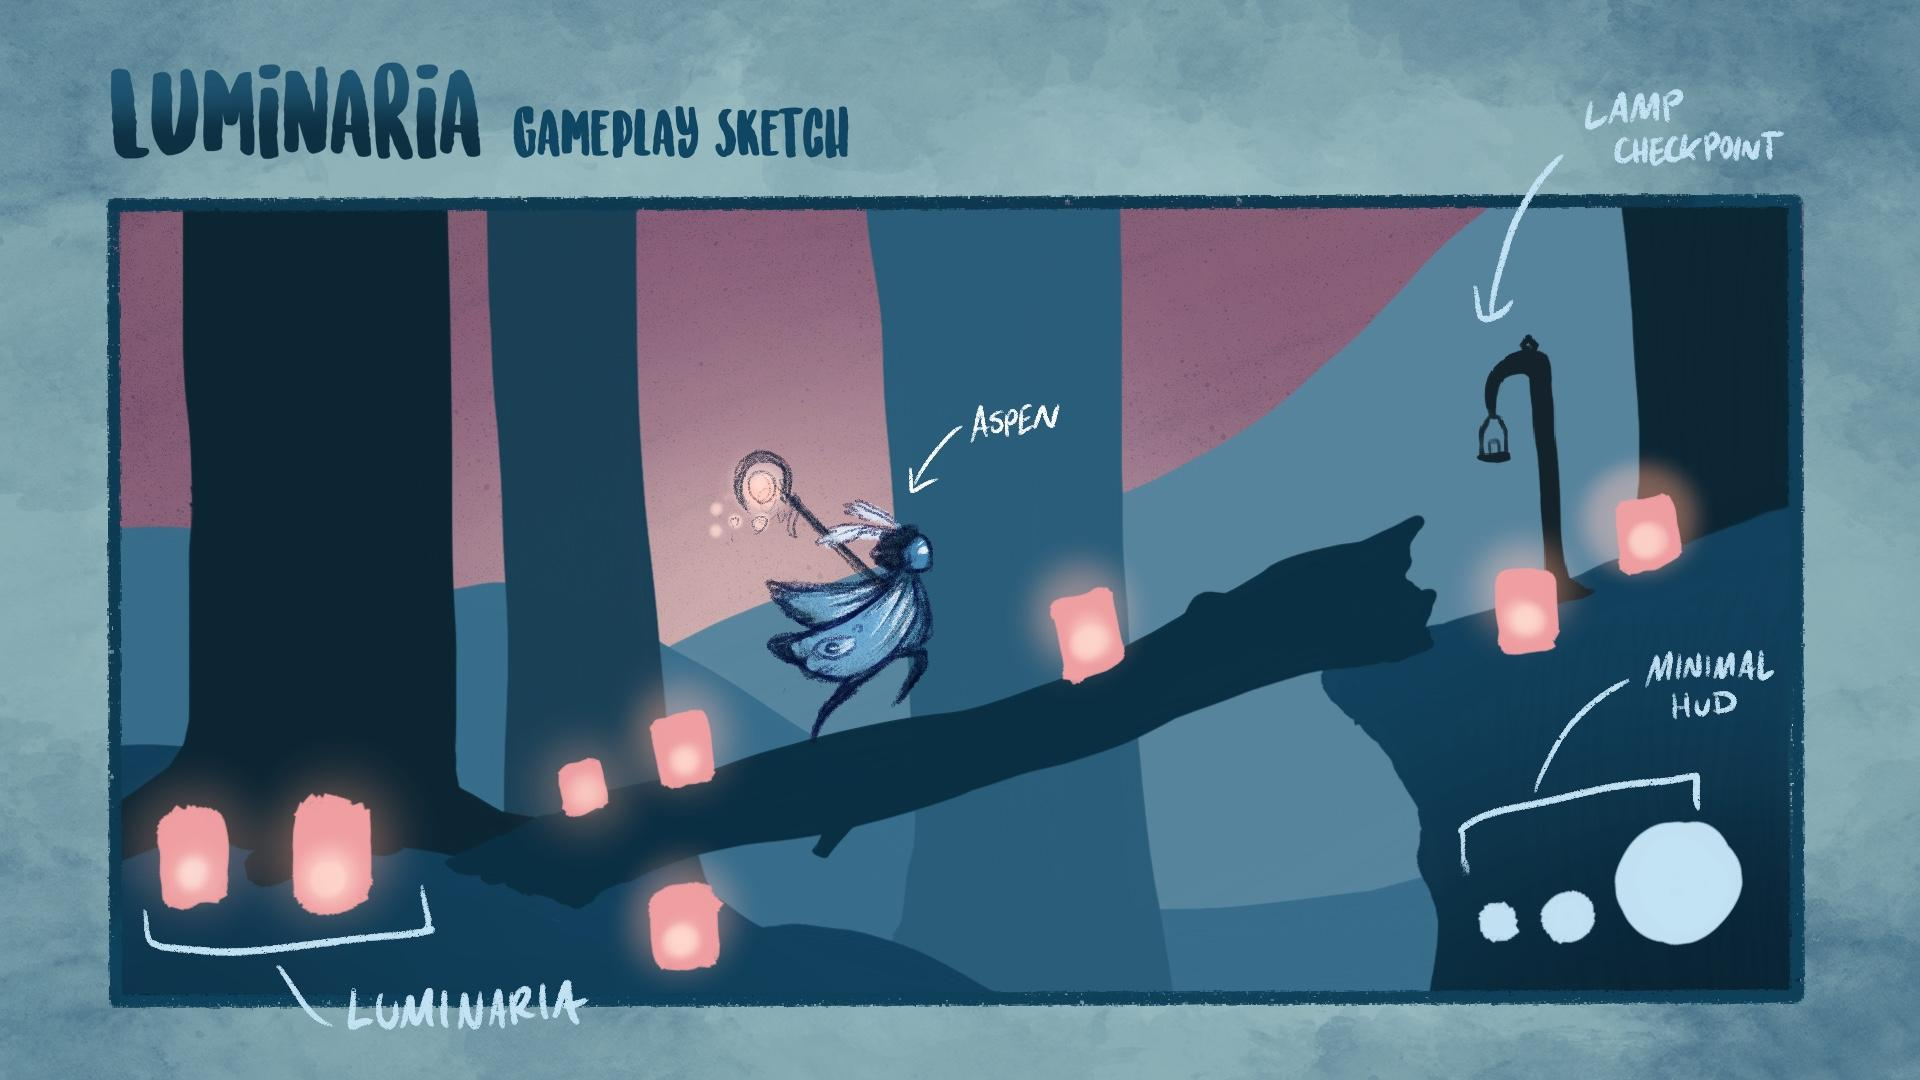 LUMINARIA GAMEPLAY SKETCH
LAMP
CHECKPOINT
ASPEN
MINIMAL
HUD
LUMINARIA